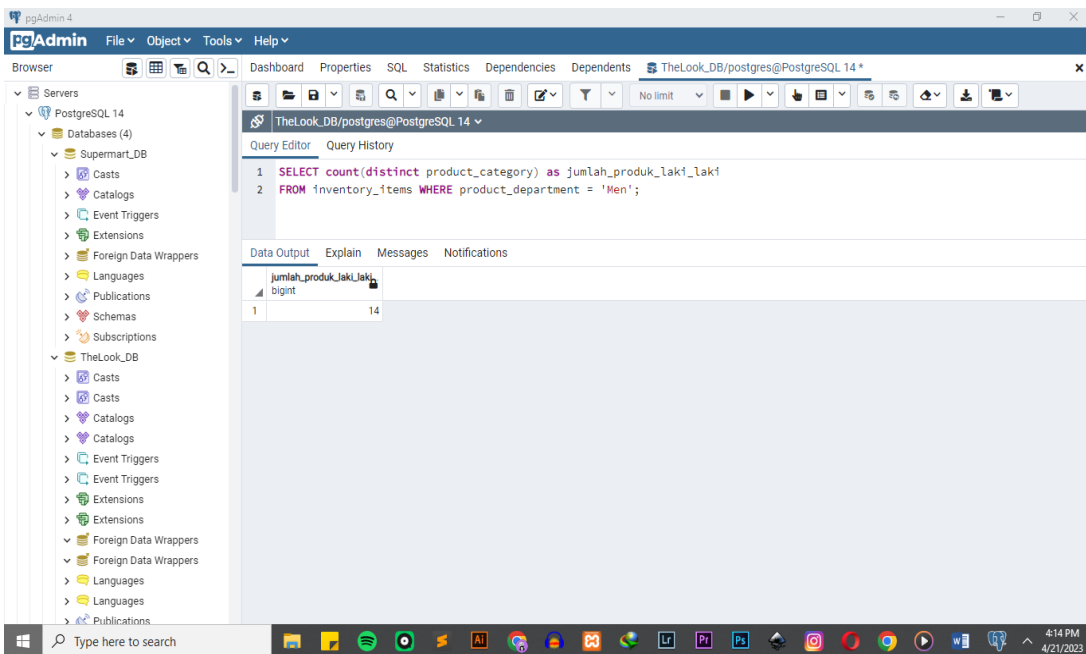 pgAdmin 4
pgAdmin File Object Tools Help
Browser
Dashboard Properties SQL Statistics Dependencies Dependents TheLook_DB/postgres@PostgreSQL 14 *
Servers
PostgreSQL 14
Databases (4)
Supermart_DB
Casts
Catalogs
Event Triggers
Extensions
Foreign Data Wrappers
Languages
Publications
Schemas
Subscriptions
TheLook_DB
Casts
Casts
Catalogs
Catalogs
Event Triggers
Event Triggers
Extensions
Extensions
Foreign Data Wrappers
Foreign Data Wrappers
Languages
Languages
Publications
No limit
TheLook_DB/postgres@PostgreSQL 14
Query Editor Query History
1 SELECT count(distinct product_category) as jumlah_produk_laki_laki
2 FROM inventory_items WHERE product_department = 'Men';
Data Output Explain Messages Notifications
jumlah_produk_laki_laki
bigint
1 14
Type here to search
Ai
Lr
Pr
Ps
4:14 PM
4/21/2023